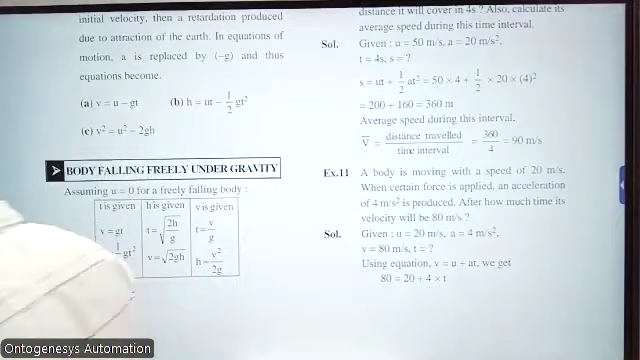 initial velocity, then a retardation produced
due to attraction of the earth. In equations of
motion, a is replaced by (–g) and thus
equations become.
(a) v = u – gt (b) h = ut – 1/2 gt²
(c) v² = u² – 2gh
BODY FALLING FREELY UNDER GRAVITY
Assuming u = 0 for a freely falling body :
t is given h is given v is given
v = gt t = √(2h/g) t = v/g
1/2 gt² v = √2gh h = v²/2g
distance it will cover in 4s ? Also, calculate its
average speed during this time interval.
Sol. Given : u = 50 m/s, a = 20 m/s²,
t = 4s, s = ?
s = ut + 1/2 at² = 50 × 4 + 1/2 × 20 × (4)²
= 200 + 160 = 360 m
Average speed during this interval,
V̅ = distance travelled/time interval = 360/4 = 90 m/s
Ex.11 A body is moving with a speed of 20 m/s.
When certain force is applied, an acceleration
of 4 m/s² is produced. After how much time its
velocity will be 80 m/s ?
Sol. Given : u = 20 m/s, a = 4 m/s²,
v = 80 m/s, t = ?
Using equation, v = u + at, we get
80 = 20 + 4 × t
Ontogenesys Automation